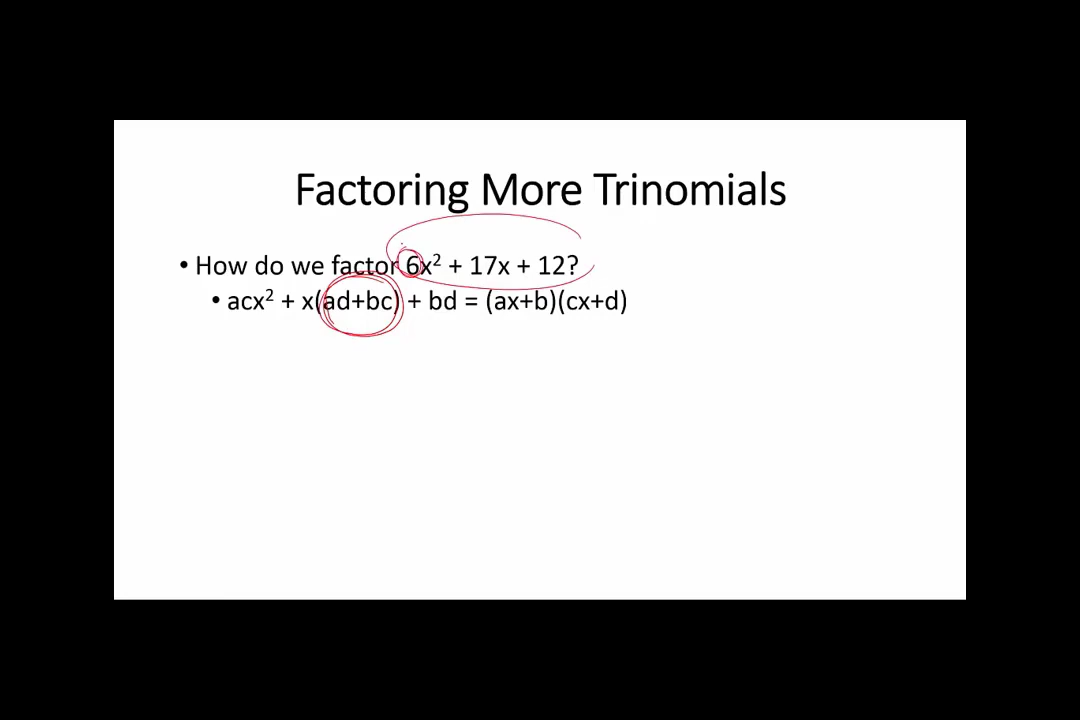 Factoring More Trinomials
• How do we factor 6x² + 17x + 12?
• acx² + x(ad+bc) + bd = (ax+b)(cx+d)